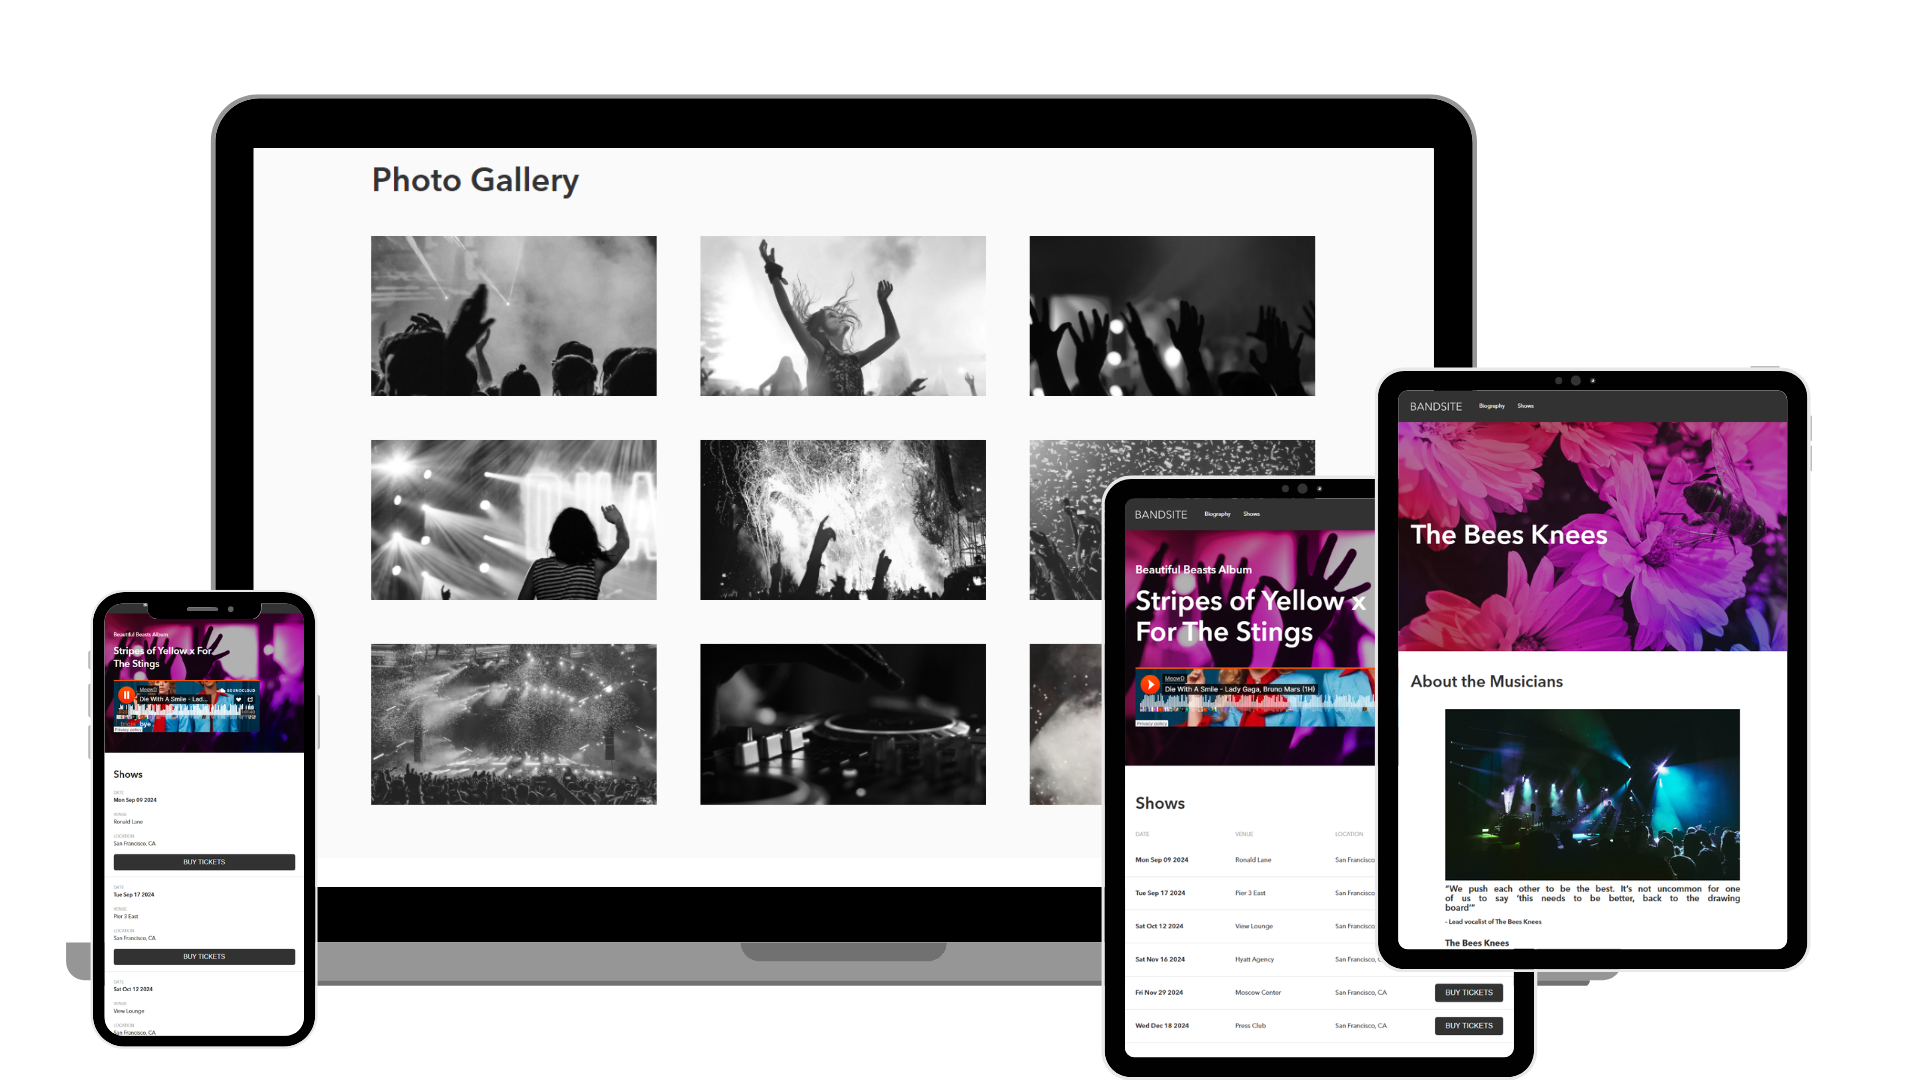 Photo Gallery
BANDSITE Biography Shows
The Bees Knees
About the Musicians
“We push each other to be the best. It's not uncommon for one
of us to say ‘this needs to be better, back to the drawing
board’”
- Lead vocalist of The Bees Knees
The Bees Knees
BANDSITE Biography Shows
Beautiful Beasts Album
Stripes of Yellow x
For The Stings
MoowD
Die With A Smile - Lady Gaga, Bruno Mars (1H)
Privacy policy
Shows
DATE VENUE LOCATION
Mon Sep 09 2024 Ronald Lane San Francisco
Tue Sep 17 2024 Pier 3 East San Francisco
Sat Oct 12 2024 View Lounge San Francisco
Sat Nov 16 2024 Hyatt Agency San Francisco,
Fri Nov 29 2024 Moscow Center San Francisco, CA BUY TICKETS
Wed Dec 18 2024 Press Club San Francisco, CA BUY TICKETS
Beautiful Beasts Album
Stripes of Yellow x For
The Stings
MoowD
SOUNDCLOUD
Die With A Smile - Lad...
bye
Privacy policy
Shows
DATE
Mon Sep 09 2024
VENUE
Ronald Lane
LOCATION
San Francisco, CA
BUY TICKETS
DATE
Tue Sep 17 2024
VENUE
Pier 3 East
LOCATION
San Francisco, CA
BUY TICKETS
DATE
Sat Oct 12 2024
VENUE
View Lounge
LOCATION
San Francisco, CA